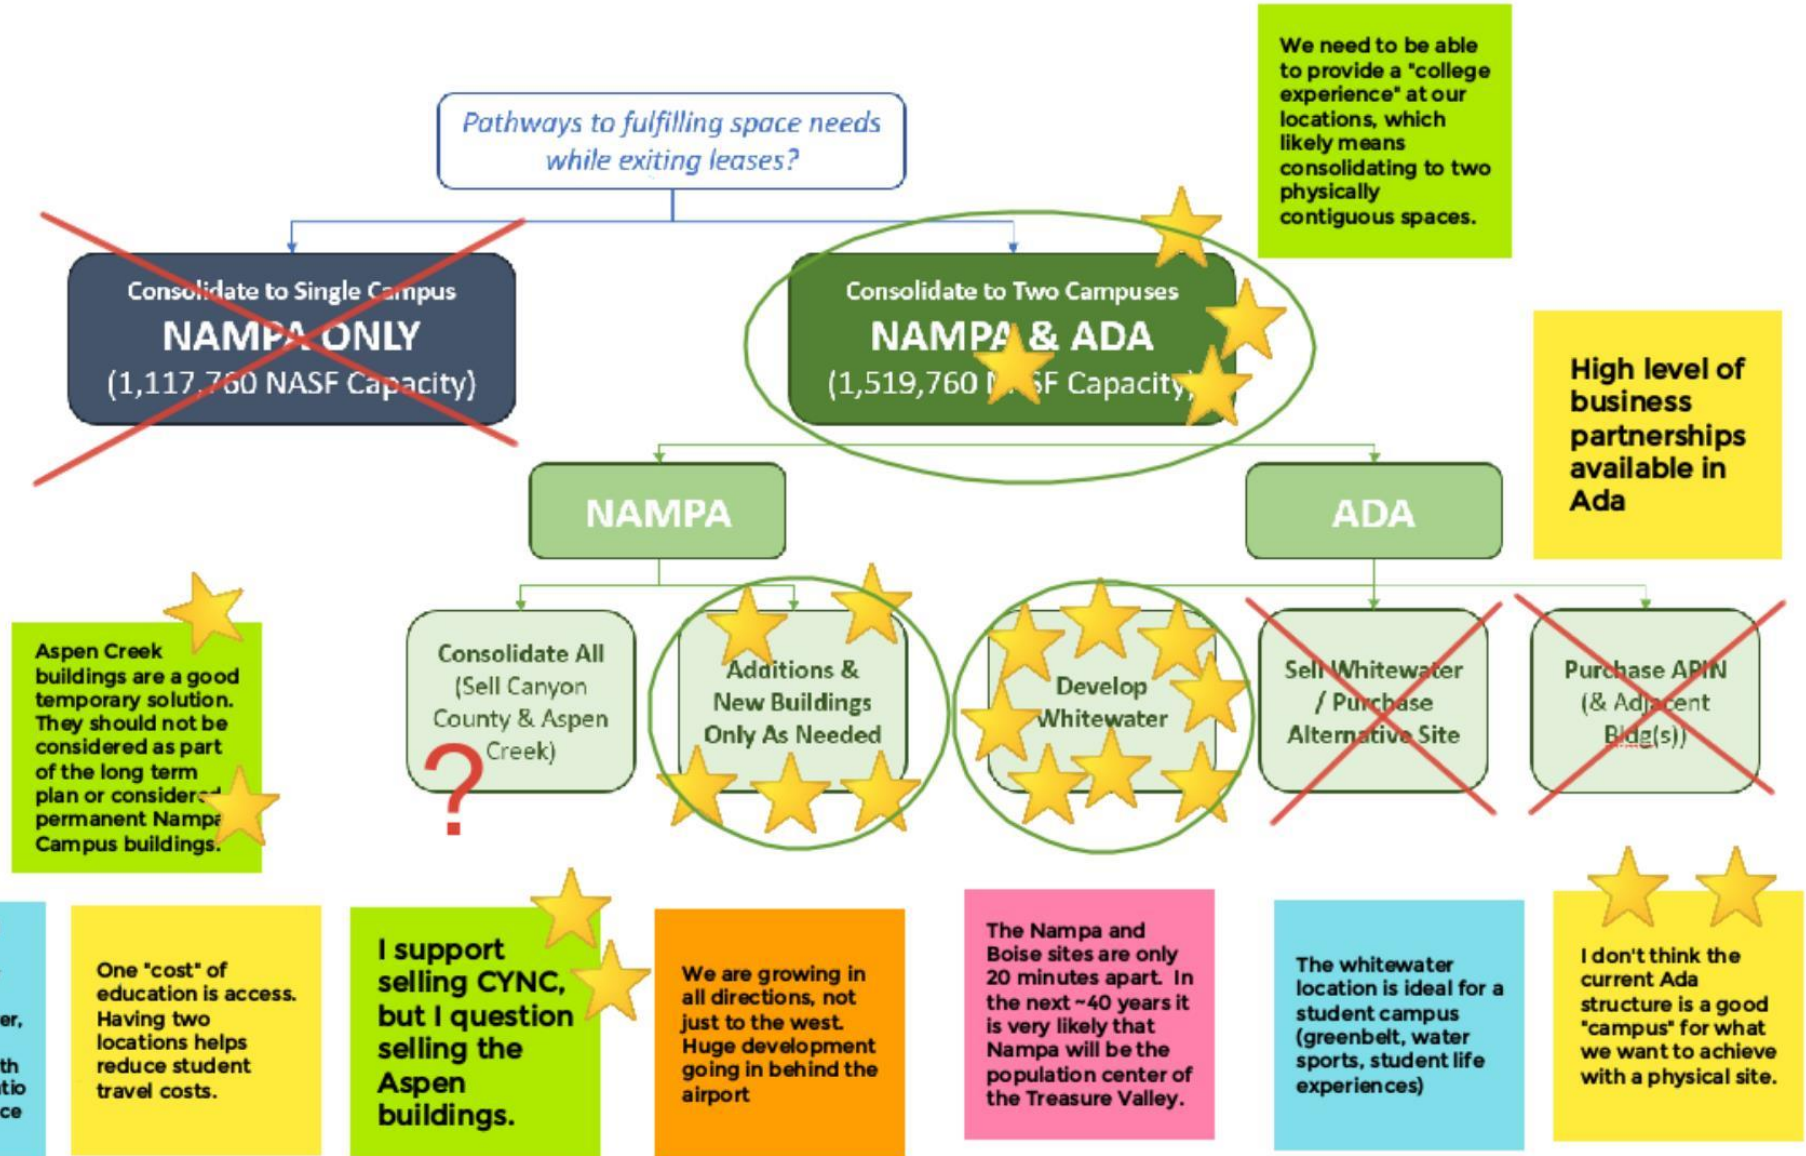 We need to be able
to provide a "college
experience" at our
locations, which
likely means
consolidating to two
physically
contiguous spaces.
Pathways to fulfilling space needs
while exiting leases?
Consolidate to Single Campus
NAMPA ONLY
(1,117,760 NASF Capacity)
Consolidate to Two Campuses
NAMPA & ADA
(1,519,760 NASF Capacity)
High level of
business
partnerships
available in
Ada
NAMPA
ADA
Aspen Creek
buildings are a good
temporary solution.
They should not be
considered as part
of the long term
plan or considered
permanent Nampa
Campus buildings.
Consolidate All
(Sell Canyon
County & Aspen
Creek)
?
Additions &
New Buildings
Only As Needed
Develop
Whitewater
Sell Whitewater
/ Purchase
Alternative Site
Purchase APIN
(& Adjacent
Bldg(s))
er,
th
tio
ce
One "cost" of
education is access.
Having two
locations helps
reduce student
travel costs.
I support
selling CYNC,
but I question
selling the
Aspen
buildings.
We are growing in
all directions, not
just to the west.
Huge development
going in behind the
airport
The Nampa and
Boise sites are only
20 minutes apart. In
the next ~40 years it
is very likely that
Nampa will be the
population center of
the Treasure Valley.
The whitewater
location is ideal for a
student campus
(greenbelt, water
sports, student life
experiences)
I don't think the
current Ada
structure is a good
"campus" for what
we want to achieve
with a physical site.